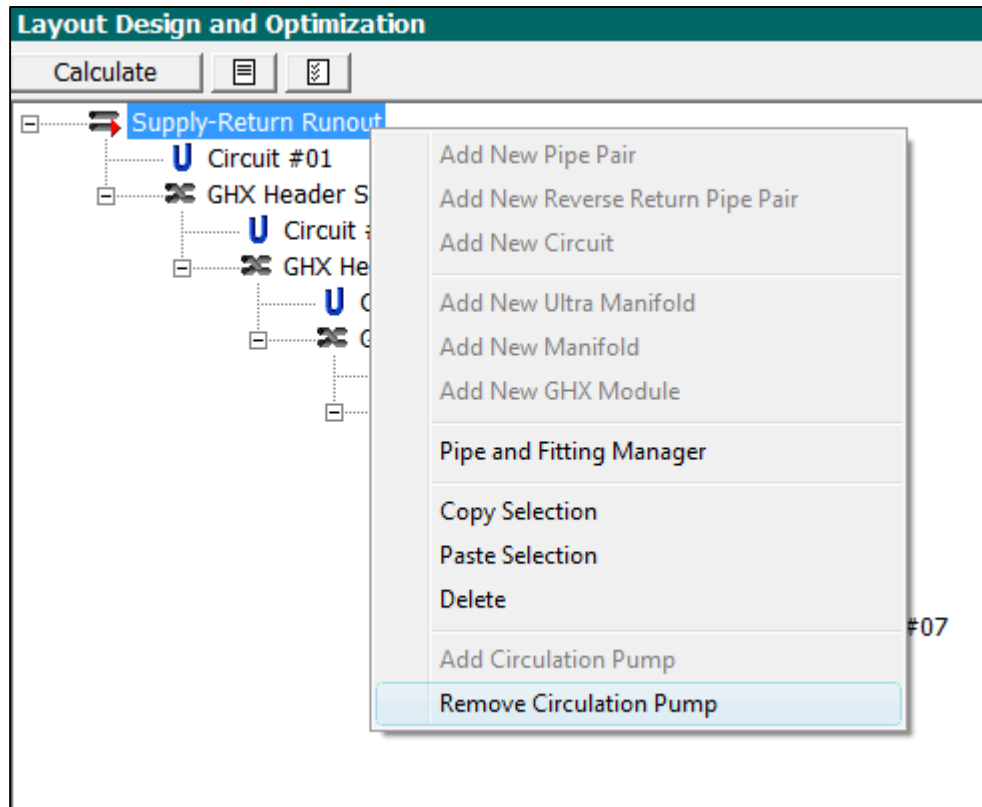 Layout Design and Optimization
Calculate
Supply-Return Runout
Circuit #01
GHX Header S
Circuit
GHX He
#07
Add New Pipe Pair
Add New Reverse Return Pipe Pair
Add New Circuit
Add New Ultra Manifold
Add New Manifold
Add New GHX Module
Pipe and Fitting Manager
Copy Selection
Paste Selection
Delete
Add Circulation Pump
Remove Circulation Pump